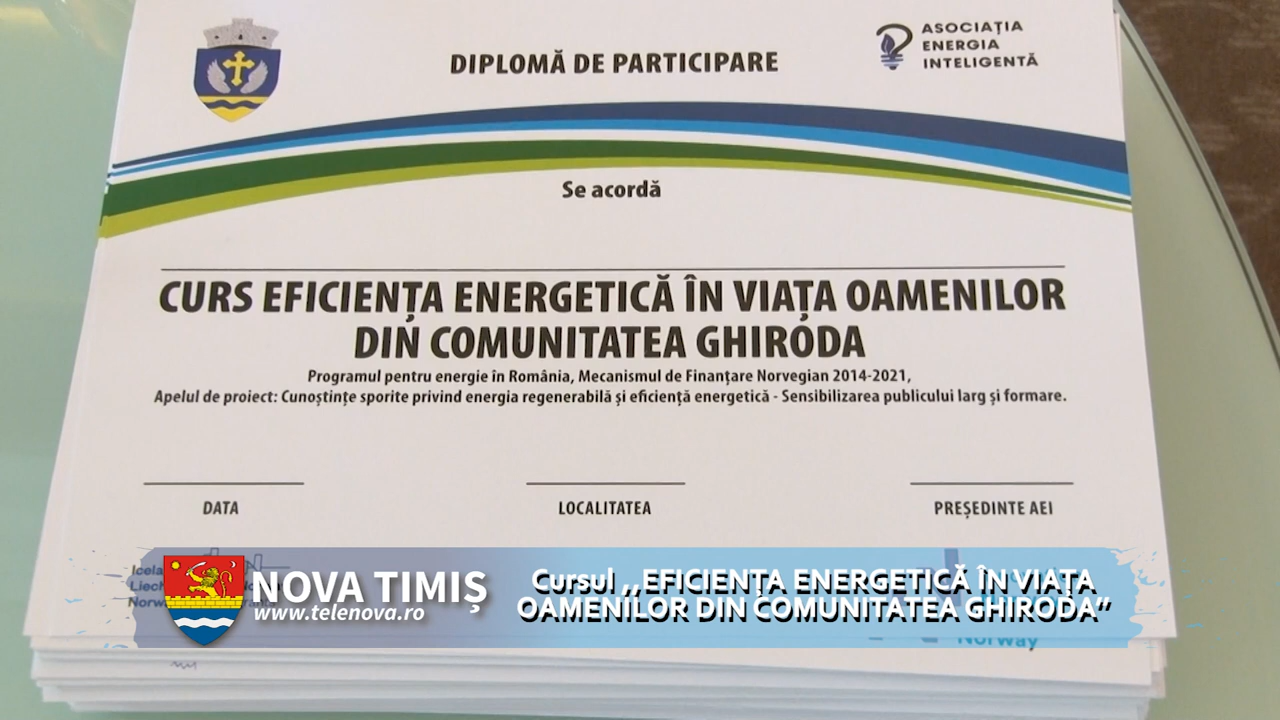 DIPLOMĂ DE PARTICIPARE
ASOCIAȚIA
ENERGIA
INTELIGENTĂ
Se acordă
CURS EFICIENȚA ENERGETICĂ ÎN VIAȚA OAMENILOR
DIN COMUNITATEA GHIRODA
Programul pentru energie în România, Mecanismul de Finanțare Norvegian 2014-2021,
Apelul de proiect: Cunoștințe sporite privind energia regenerabilă și eficiență energetică - Sensibilizarea publicului larg și formare.
DATA
LOCALITATEA
PREȘEDINTE AEI
NOVA TIMIȘ
www.telenova.ro
Cursul ,,EFICIENȚA ENERGETICĂ ÎN VIAȚA
OAMENILOR DIN COMUNITATEA GHIRODA”
Norway